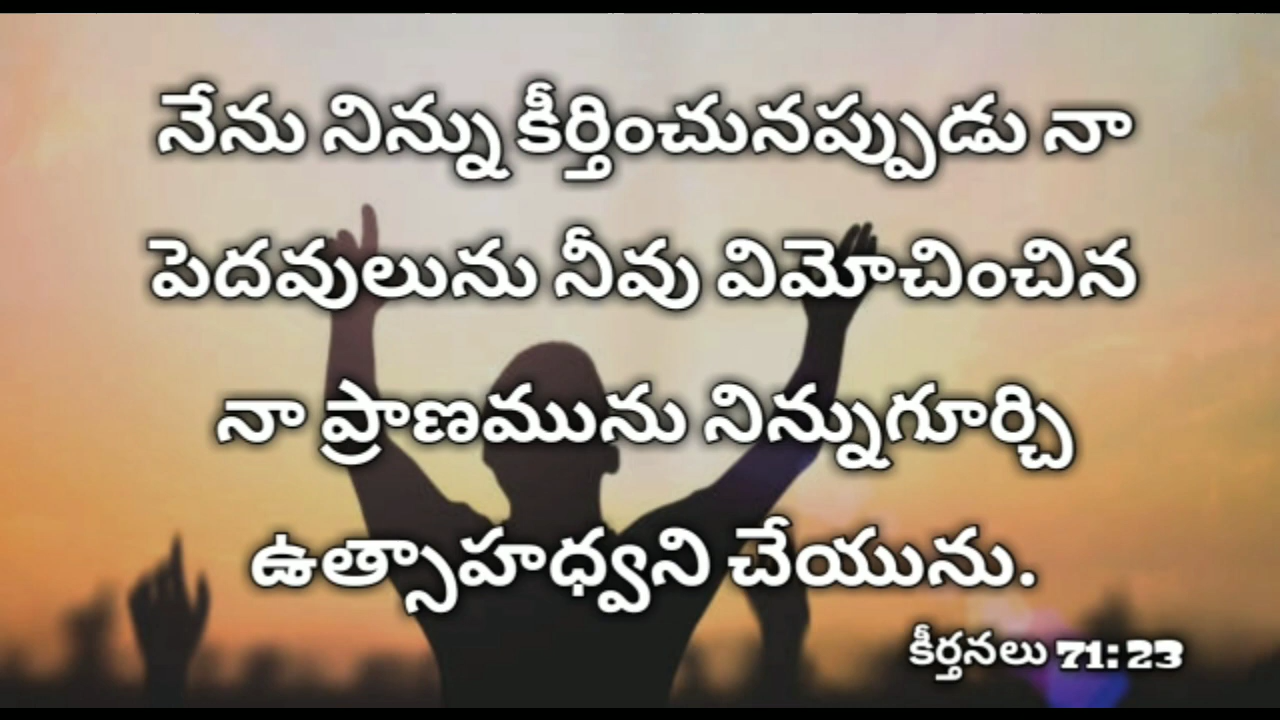 నేను నిన్ను కీర్తించునప్పుడు నా
పెదవులును నీవు విమోచించిన
నా ప్రాణమును నిన్నుగూర్చి
ఉత్సాహధ్వని చేయును.
కీర్తనలు 71:23